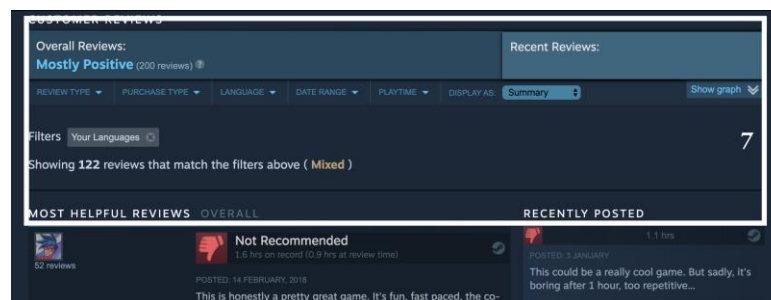 CUSTOMER REVIEWS
Overall Reviews:
Mostly Positive (200 reviews) ?
Recent Reviews:
REVIEW TYPE PURCHASE TYPE LANGUAGE DATE RANGE PLAYTIME DISPLAY AS: Summary Show graph
Filters Your Languages
7
Showing 122 reviews that match the filters above ( Mixed )
MOST HELPFUL REVIEWS OVERALL
RECENTLY POSTED
52 reviews
Not Recommended
1.6 hrs on record (0.9 hrs at review time)
POSTED: 14 FEBRUARY, 2018
This is honestly a pretty great game. It's fun, fast paced, the co-
1.1 hrs
POSTED: 3 JANUARY
This could be a really cool game. But sadly, it's
boring after 1 hour, too repetitive...